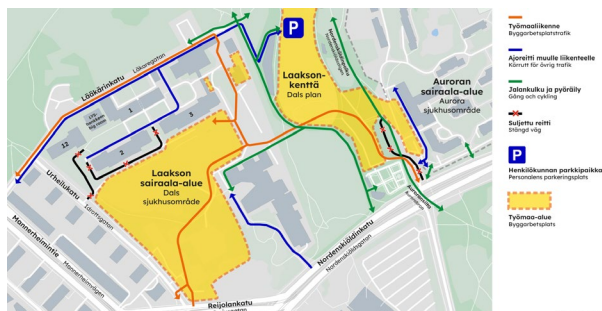 Lääkärinkatu
Läkaregatan
P
Laakson-
kenttä
Dals plan
Nordenskiöldinpolku
Nordenskiöldsstigen
Auroran
sairaala-alue
Aurora
sjukhusområde
1
12
2
3
Laakson
sairaala-alue
Dals
sjukhusområde
Urheilukatu
Idrottsgatan
Mannerheimintie
Mannerheimvägen
Nordenskiöldinkatu
Nordenskiöldsgatan
Reijolankatu
Työmaaliikenne
Byggarbetsplatstrafik
Ajoreitti muulle liikenteelle
Körrutt för övrig trafik
Jalankulku ja pyöräily
Gång och cykling
Suljettu reitti
Stängd väg
P
Henkilökunnan parkkipaikka
Personalens parkeringsplats
Työmaa-alue
Byggarbetsplats